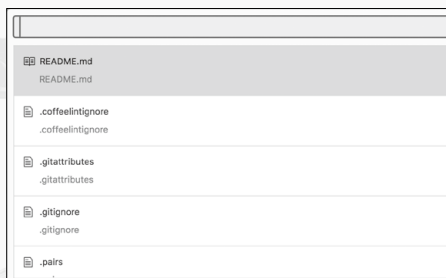 README.md
README.md
.coffeelintignore
.coffeelintignore
.gitattributes
.gitattributes
.gitignore
.gitignore
.pairs